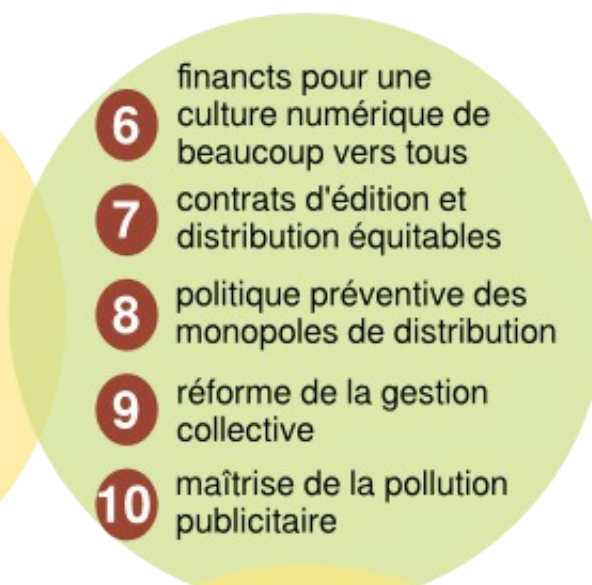 financts pour une
6 culture numérique de
beaucoup vers tous
7 contrats d'édition et
distribution équitables
8 politique préventive des
monopoles de distribution
9 réforme de la gestion
collective
10 maîtrise de la pollution
publicitaire